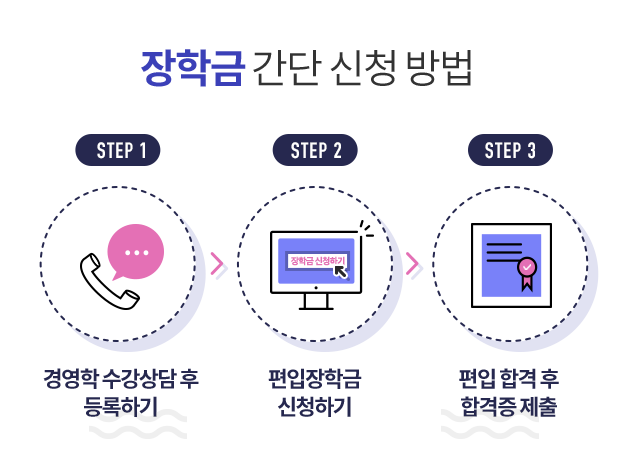 장학금 간단 신청 방법
STEP 1
STEP 2
STEP 3
장학금 신청하기
경영학 수강상담 후
등록하기
편입장학금
신청하기
편입 합격 후
합격증 제출